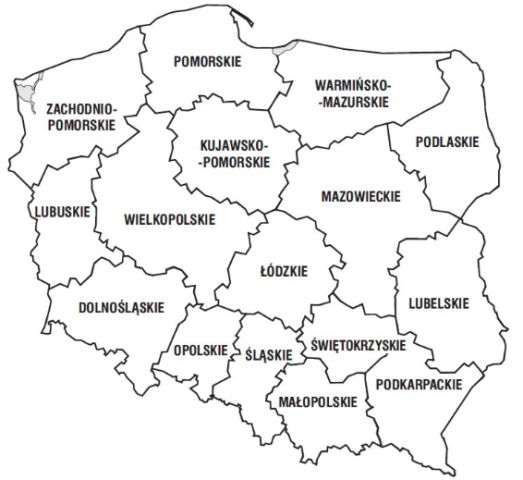 POMORSKIE
WARMIŃSKO-
-MAZURSKIE
ZACHODNIO-
POMORSKIE
KUJAWSKO-
-POMORSKIE
PODLASKIE
MAZOWIECKIE
LUBUSKIE
WIELKOPOLSKIE
ŁÓDZKIE
LUBELSKIE
DOLNOŚLĄSKIE
OPOLSKIE
ŚLĄSKIE
ŚWIĘTOKRZYSKIE
PODKARPACKIE
MAŁOPOLSKIE